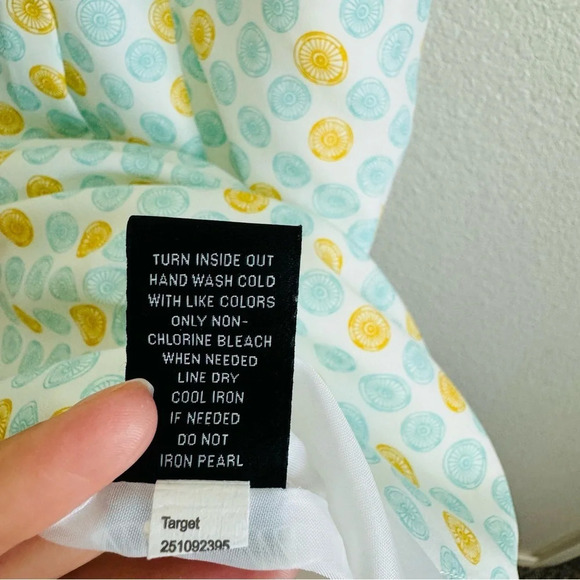 TURN INSIDE OUT
HAND WASH COLD
WITH LIKE COLORS
ONLY NON-
CHLORINE BLEACH
WHEN NEEDED
LINE DRY
COOL IRON
IF NEEDED
DO NOT
IRON PEARL
Target
251092395